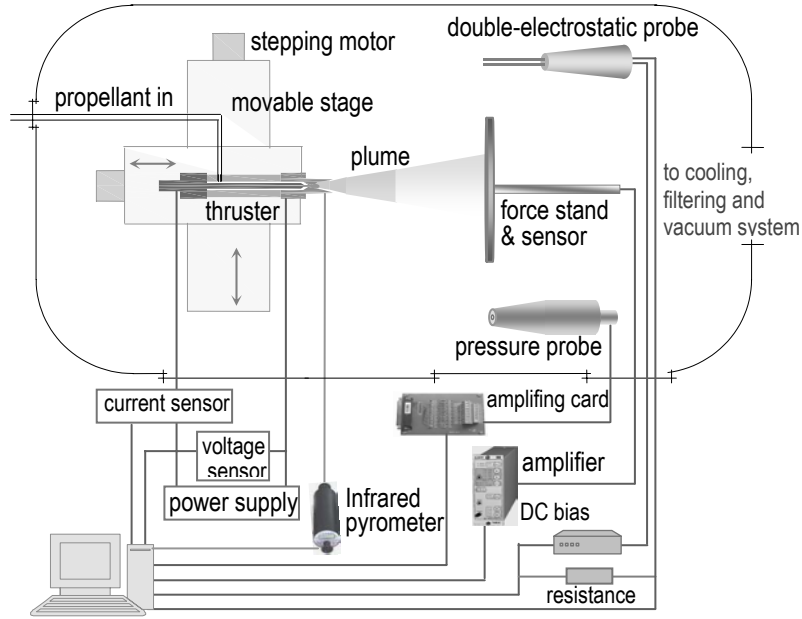 stepping motor
double-electrostatic probe
propellant in
movable stage
plume
to cooling,
filtering and
vacuum system
thruster
force stand
& sensor
pressure probe
current sensor
amplifing card
voltage
sensor
amplifier
power supply
Infrared
pyrometer
DC bias
resistance